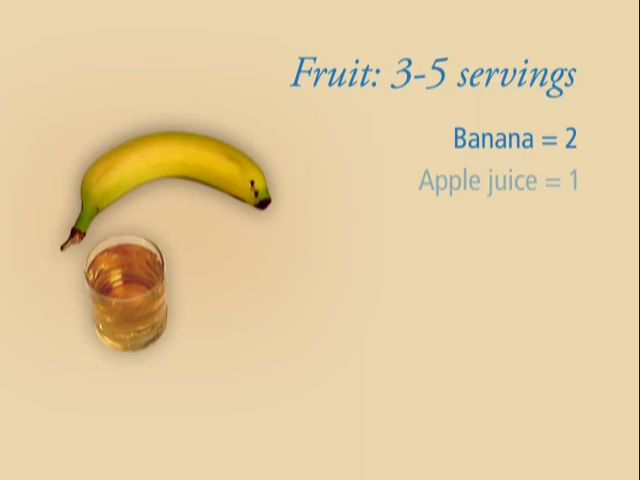 Fruit: 3-5 servings
Banana = 2
Apple juice = 1